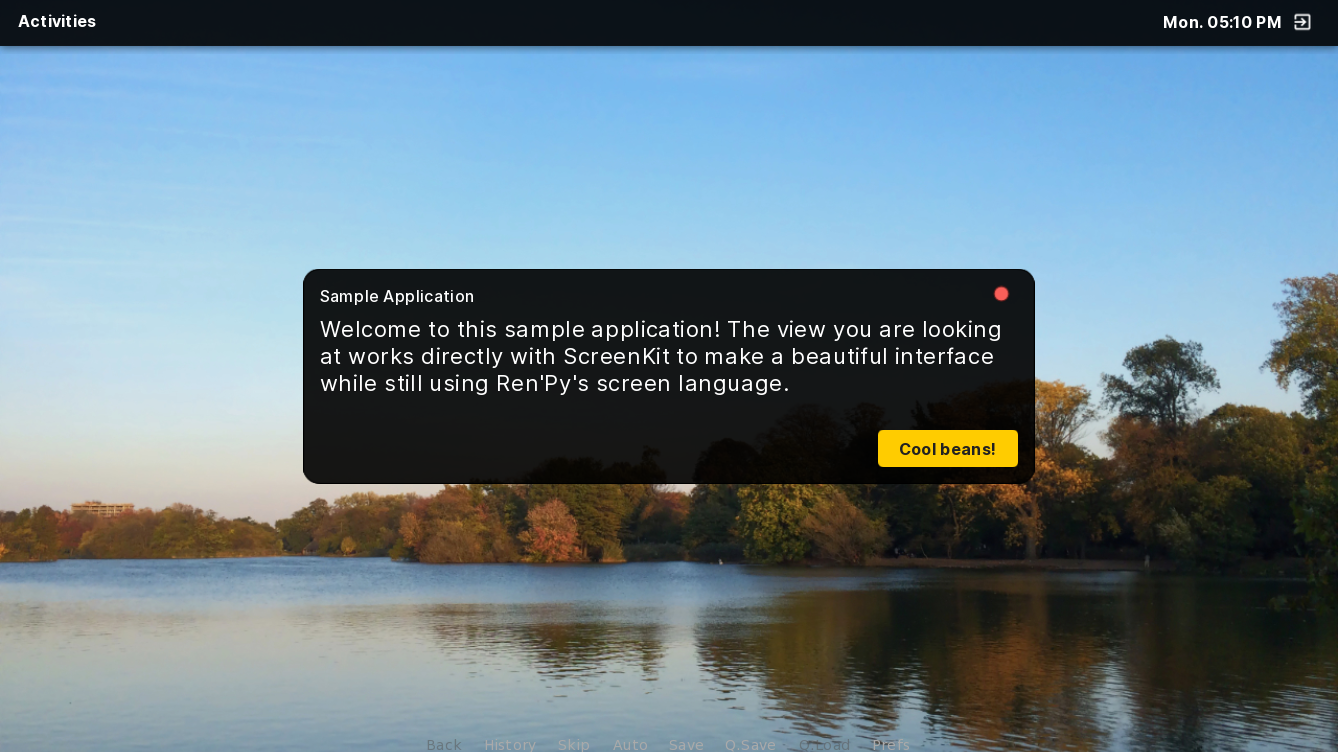 Activities
Mon. 05:10 PM
Sample Application
Welcome to this sample application! The view you are looking
at works directly with ScreenKit to make a beautiful interface
while still using Ren'Py's screen language.
Cool beans!
Back History Skip Auto Save Q.Save Q.Load Prefs